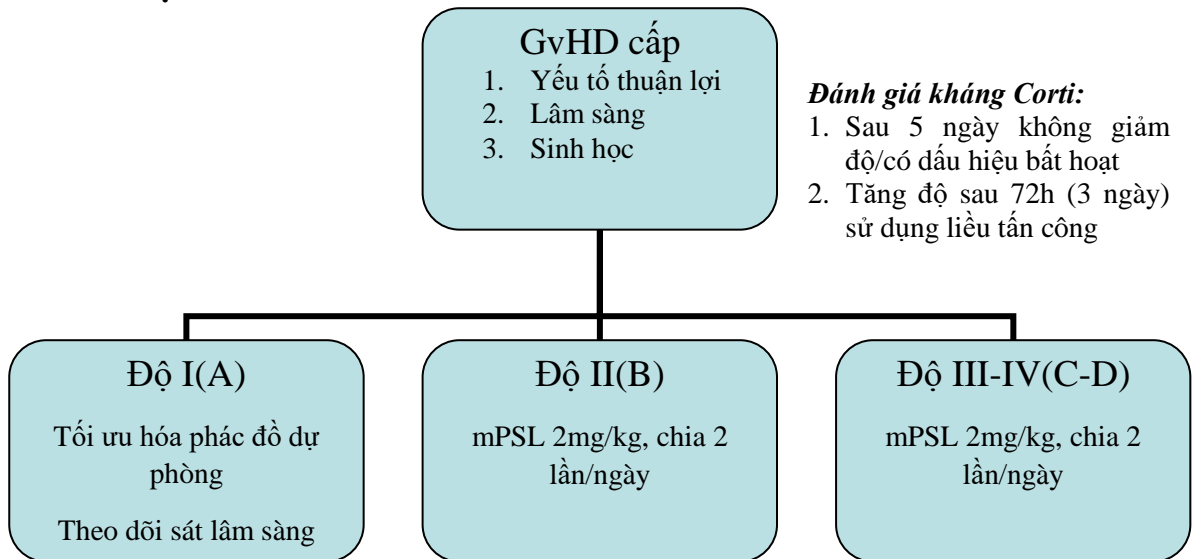 GvHD cấp
1. Yếu tố thuận lợi
2. Lâm sàng
3. Sinh học
Đánh giá kháng Corti:
1. Sau 5 ngày không giảm
độ/có dấu hiệu bất hoạt
2. Tăng độ sau 72h (3 ngày)
sử dụng liều tấn công
Độ I(A)
Tối ưu hóa phác đồ dự
phòng
Theo dõi sát lâm sàng
Độ II(B)
mPSL 2mg/kg, chia 2
lần/ngày
Độ III-IV(C-D)
mPSL 2mg/kg, chia 2
lần/ngày